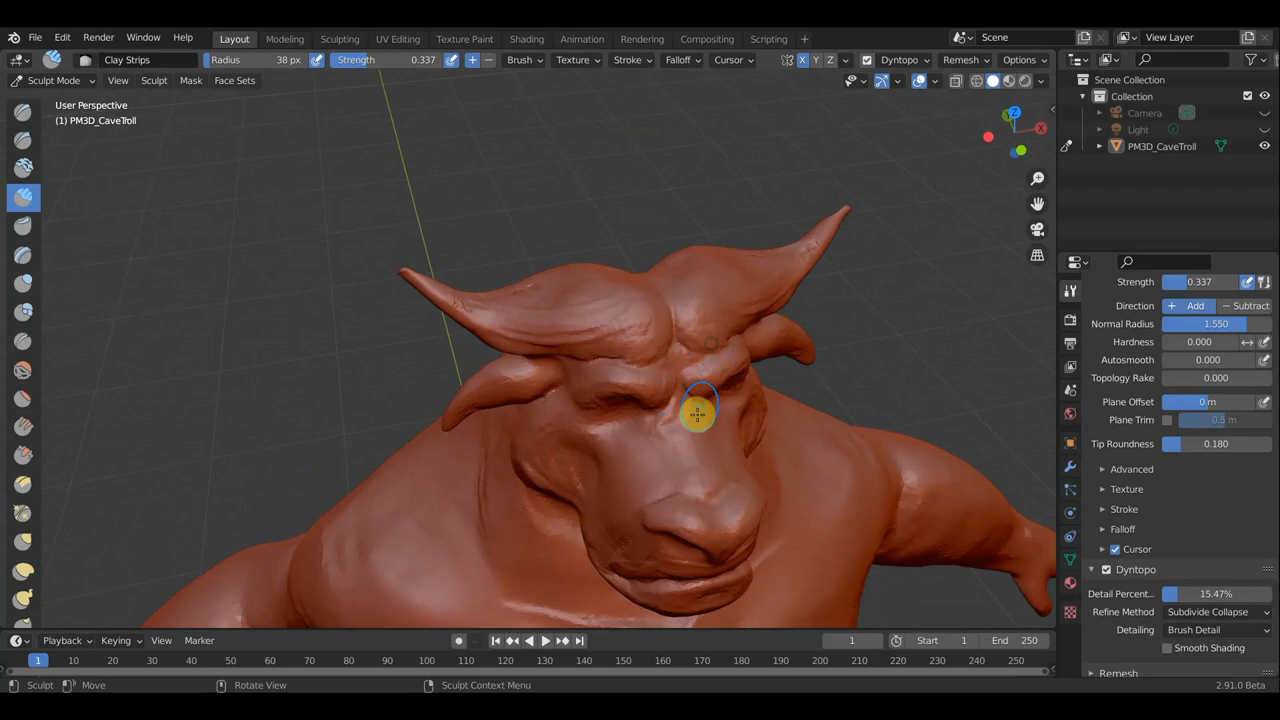 File Edit Render Window Help Layout Modeling Sculpting UV Editing Texture Paint Shading Animation Rendering Compositing Scripting + Scene View Layer
Clay Strips Radius 38 px Strength 0.337 + − Brush Texture Stroke Falloff Cursor X Y Z Dyntopo Remesh Options
Sculpt Mode View Sculpt Mask Face Sets
Scene Collection
Collection
Camera
Light
PM3D_CaveTroll
User Perspective
(1) PM3D_CaveTroll
Z
X
Strength 0.337
Direction + Add − Subtract
Normal Radius 1.550
Hardness 0.000
Autosmooth 0.000
Topology Rake 0.000
Plane Offset 0 m
Plane Trim 0.5 m
Tip Roundness 0.180
Advanced
Texture
Stroke
Falloff
Cursor
Dyntopo
Detail Percent... 15.47%
Refine Method Subdivide Collapse
Detailing Brush Detail
Smooth Shading
Remesh
Playback Keying View Marker 1 Start 1 End 250
1 10 20 30 40 50 60 70 80 90 100 110 120 130 140 150 160 170 180 190 200 210 220 230 240 250
Sculpt Move Rotate View Sculpt Context Menu 2.91.0 Beta